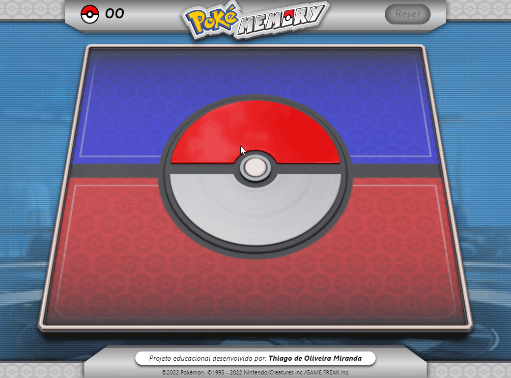 00
Poké
MEMORY
Reset
Projeto educacional desenvolvido por: Thiago de Oliveira Miranda
©2022 Pokémon. ©1995 - 2022 Nintendo/Creatures Inc./GAME FREAK Inc.